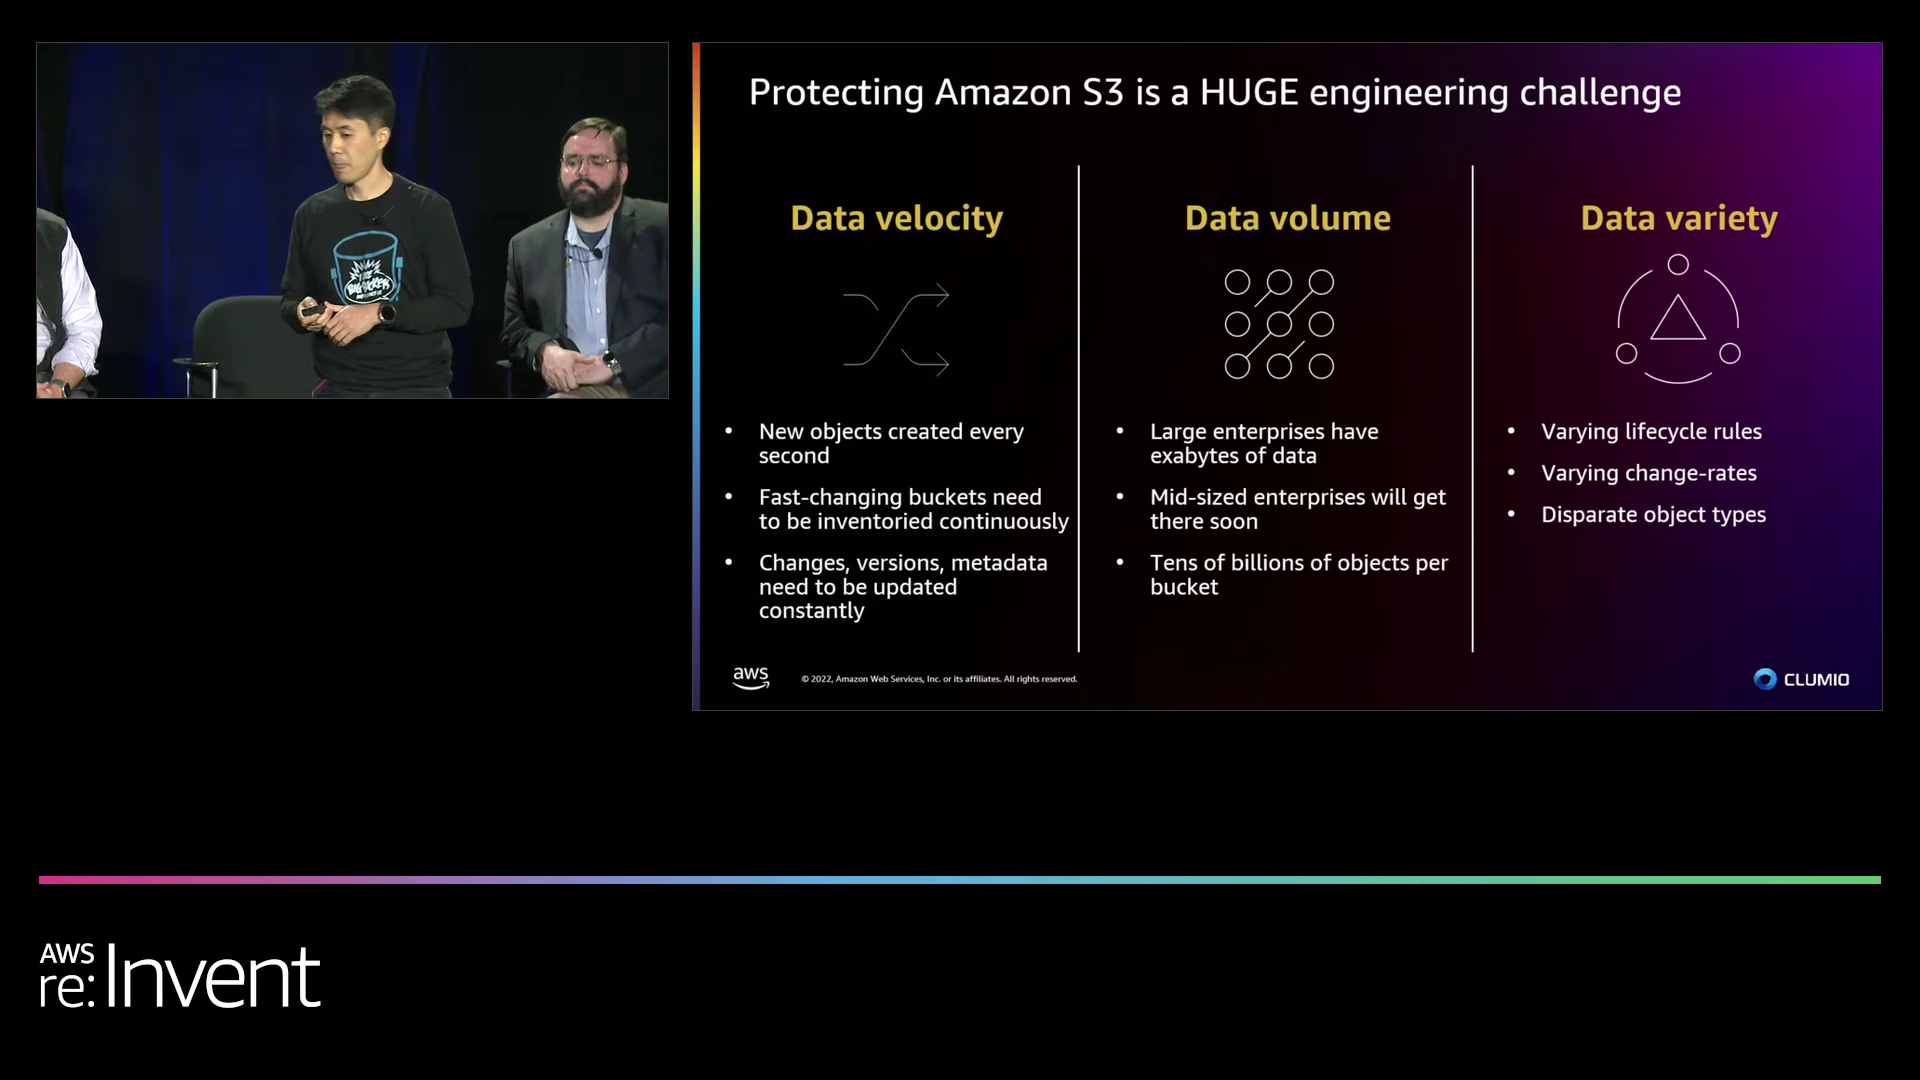 Protecting Amazon S3 is a HUGE engineering challenge
Data velocity
• New objects created every
second
• Fast-changing buckets need
to be inventoried continuously
• Changes, versions, metadata
need to be updated
constantly
Data volume
• Large enterprises have
exabytes of data
• Mid-sized enterprises will get
there soon
• Tens of billions of objects per
bucket
Data variety
• Varying lifecycle rules
• Varying change-rates
• Disparate object types
aws
© 2022, Amazon Web Services, Inc. or its affiliates. All rights reserved.
CLUMIO
AWS
re:Invent